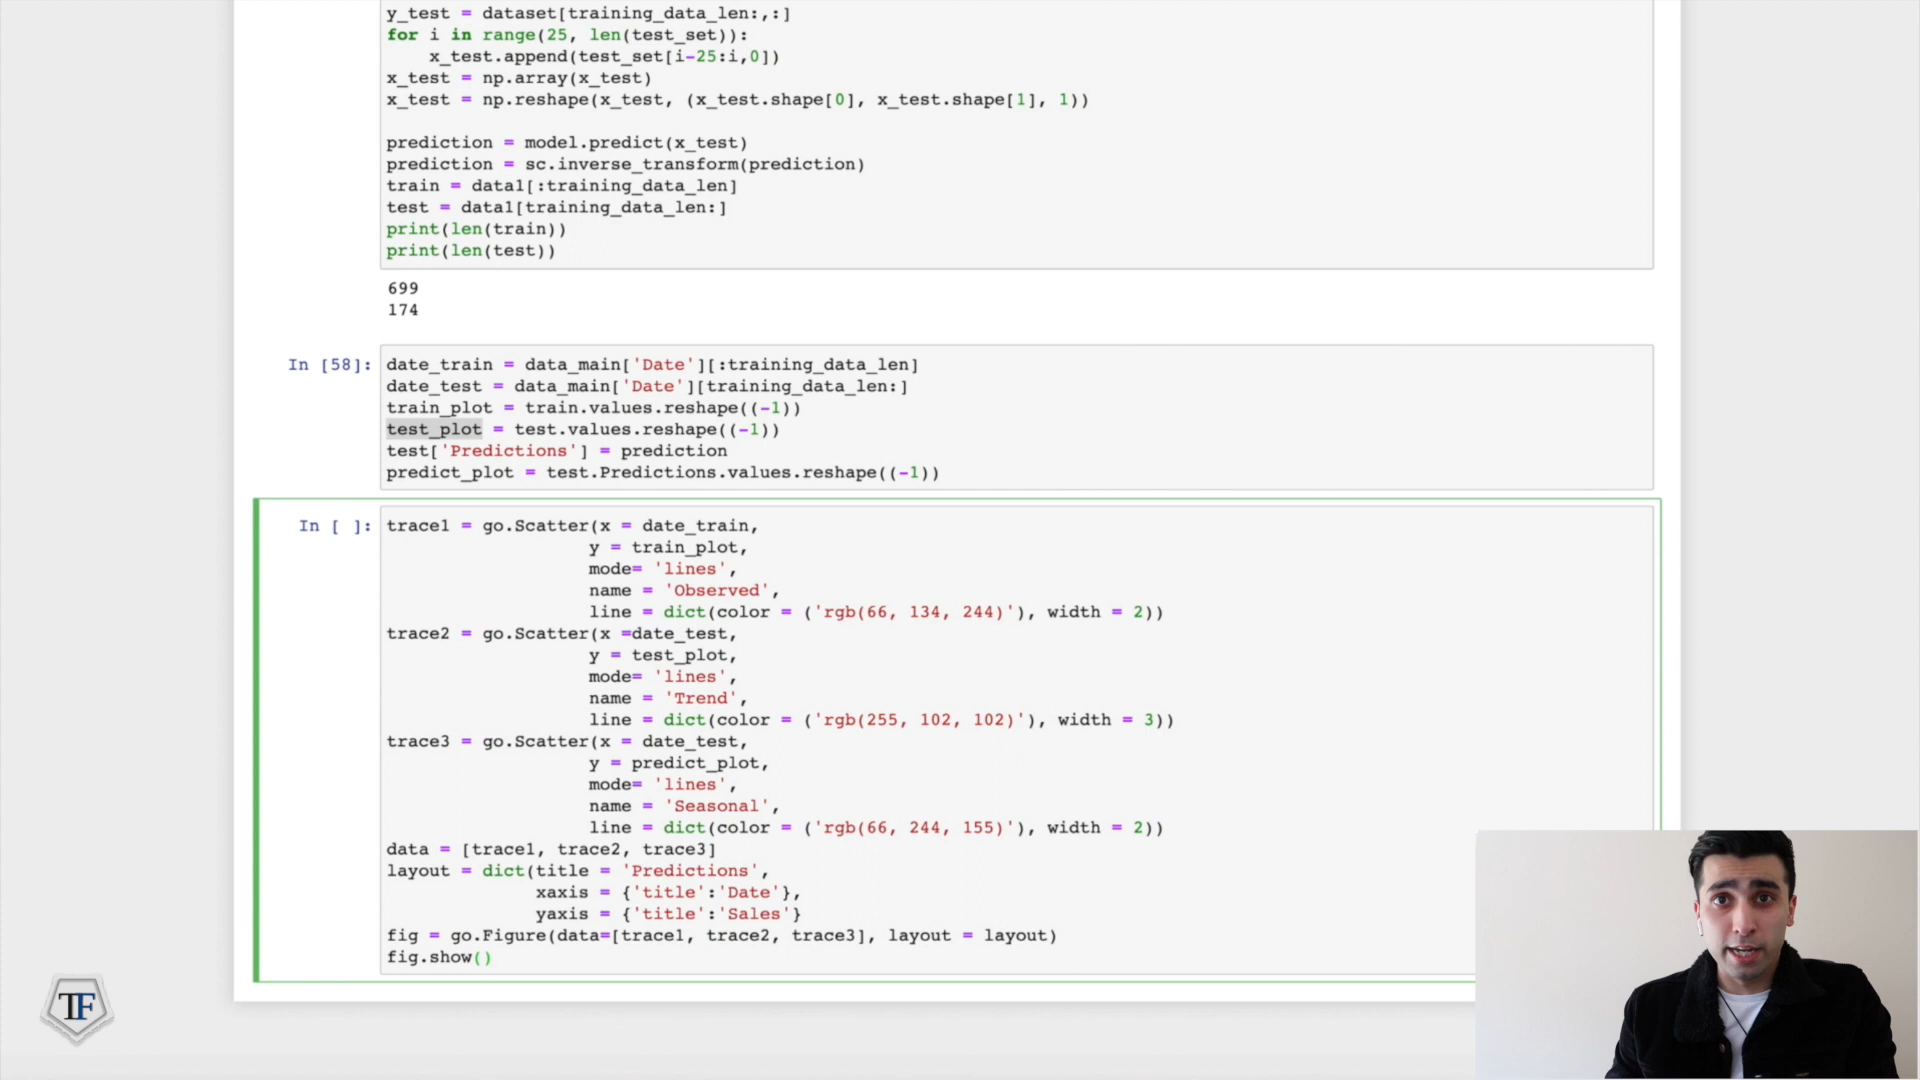 y_test = dataset[training_data_len:,:]
for i in range(25, len(test_set)):
    x_test.append(test_set[i-25:i,0])
x_test = np.array(x_test)
x_test = np.reshape(x_test, (x_test.shape[0], x_test.shape[1], 1))
prediction = model.predict(x_test)
prediction = sc.inverse_transform(prediction)
train = data1[:training_data_len]
test = data1[training_data_len:]
print(len(train))
print(len(test))
699
174
In [58]: date_train = data_main['Date'][:training_data_len]
date_test = data_main['Date'][training_data_len:]
train_plot = train.values.reshape((-1))
test_plot = test.values.reshape((-1))
test['Predictions'] = prediction
predict_plot = test.Predictions.values.reshape((-1))
In [ ]: trace1 = go.Scatter(x = date_train,
y = train_plot,
mode= 'lines',
name = 'Observed',
line = dict(color = ('rgb(66, 134, 244)'), width = 2))
trace2 = go.Scatter(x =date_test,
y = test_plot,
mode= 'lines',
name = 'Trend',
line = dict(color = ('rgb(255, 102, 102)'), width = 3))
trace3 = go.Scatter(x = date_test,
y = predict_plot,
mode= 'lines',
name = 'Seasonal',
line = dict(color = ('rgb(66, 244, 155)'), width = 2))
data = [trace1, trace2, trace3]
layout = dict(title = 'Predictions',
xaxis = {'title':'Date'},
yaxis = {'title':'Sales'}
fig = go.Figure(data=[trace1, trace2, trace3], layout = layout)
fig.show()
TF